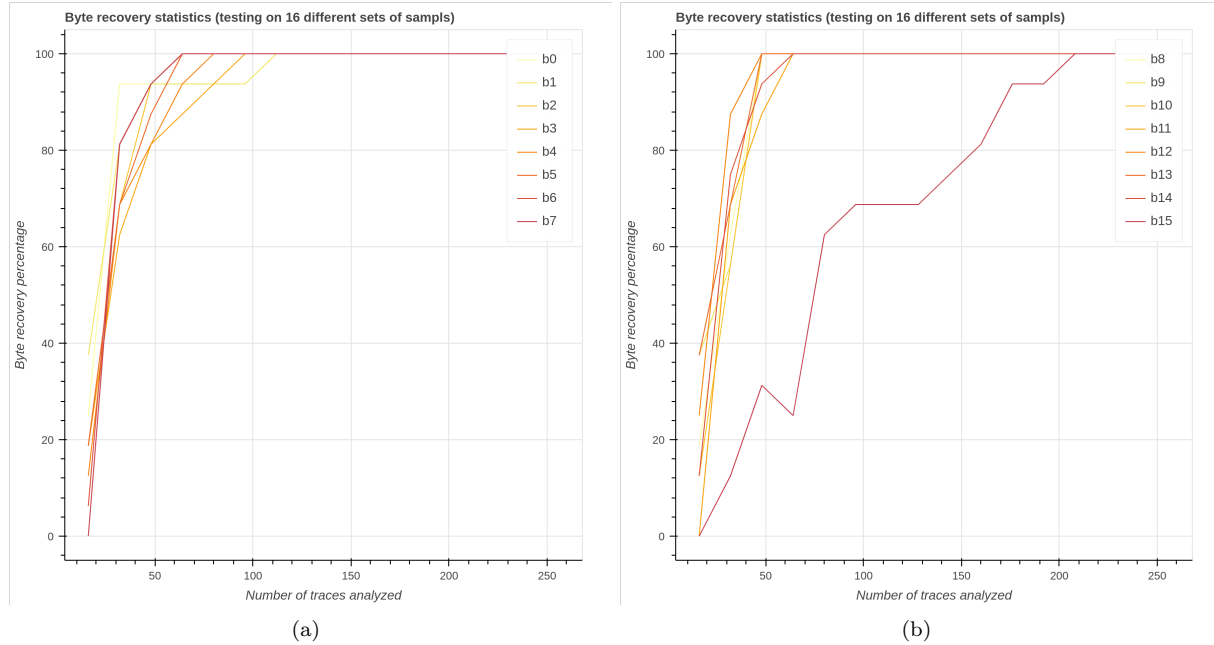 Byte recovery statistics (testing on 16 different sets of sampls)
100
80
60
40
20
0
Byte recovery percentage
b0
b1
b2
b3
b4
b5
b6
b7
50
100
150
200
250
Number of traces analyzed
(a)
Byte recovery statistics (testing on 16 different sets of sampls)
100
80
60
40
20
0
Byte recovery percentage
b8
b9
b10
b11
b12
b13
b14
b15
50
100
150
200
250
Number of traces analyzed
(b)